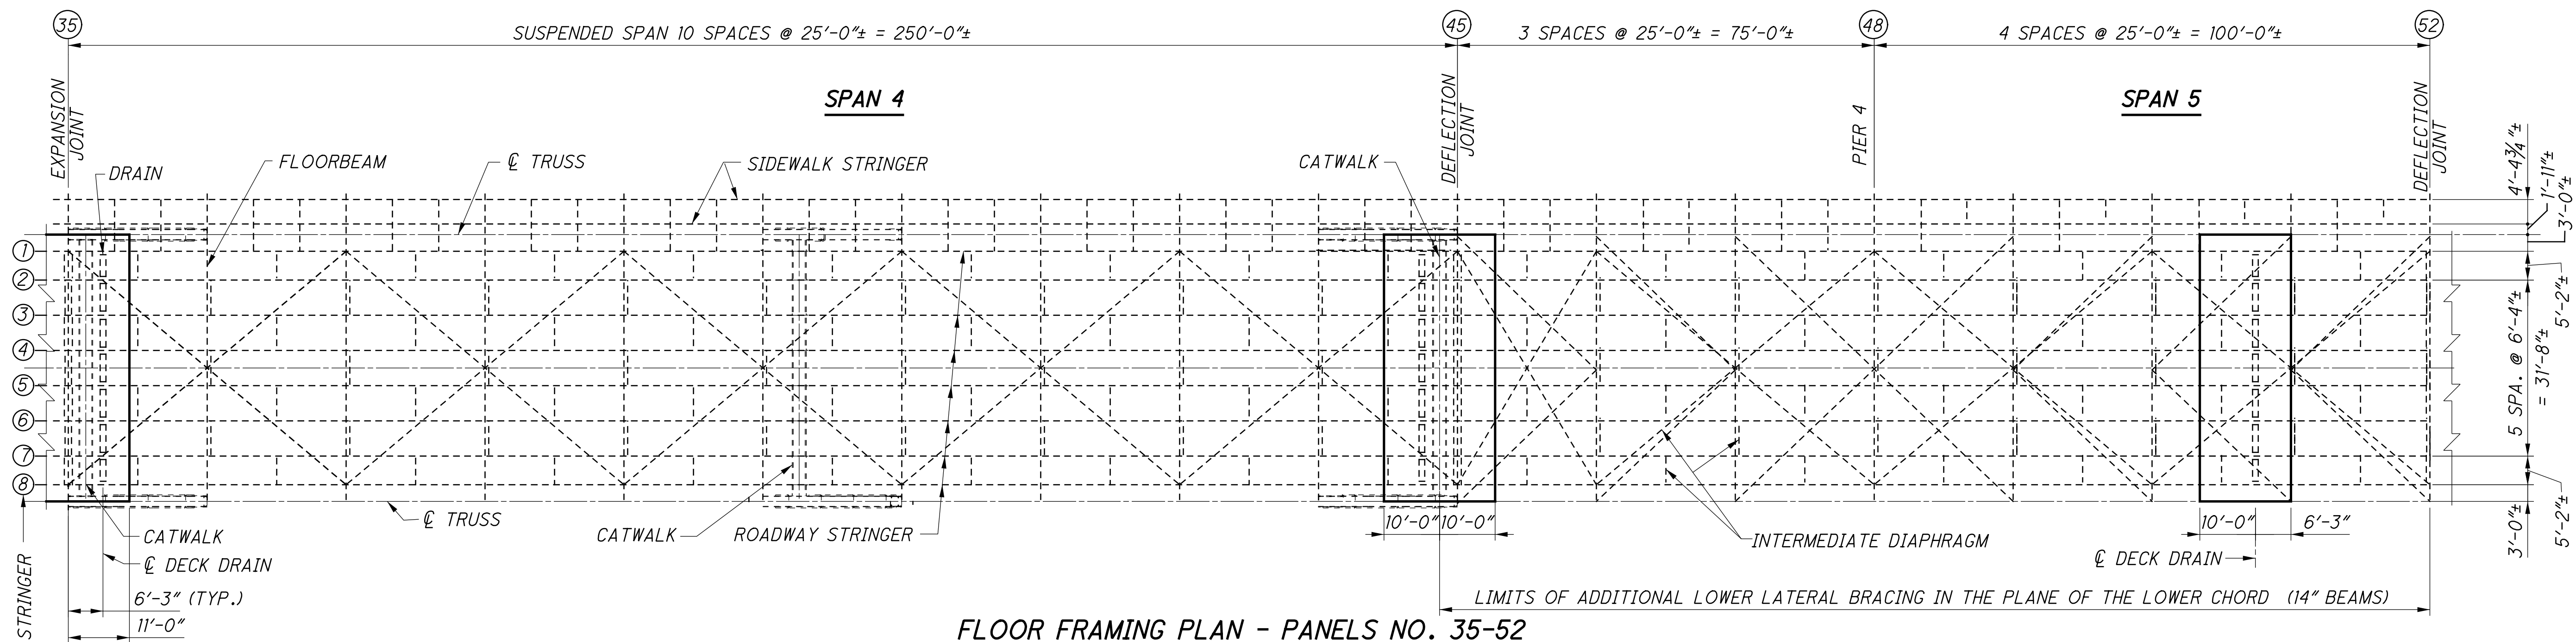 35
45
48
52
SUSPENDED SPAN 10 SPACES @ 25'-0"± = 250'-0"±
3 SPACES @ 25'-0"± = 75'-0"±
4 SPACES @ 25'-0"± = 100'-0"±
EXPANSION
JOINT
SPAN 4
DEFLECTION
JOINT
PIER 4
SPAN 5
DEFLECTION
JOINT
DRAIN
FLOORBEAM
℄ TRUSS
SIDEWALK STRINGER
CATWALK
4'-4¾"±
1'-11"±
3'-0"±
1
2
3
4
5
6
7
8
5'-2"±
5 SPA. @ 6'-4"±
= 31'-8"±
5'-2"±
3'-0"±
STRINGER
CATWALK
℄ DECK DRAIN
6'-3" (TYP.)
11'-0"
℄ TRUSS
CATWALK
ROADWAY STRINGER
10'-0"
10'-0"
INTERMEDIATE DIAPHRAGM
10'-0"
6'-3"
℄ DECK DRAIN
LIMITS OF ADDITIONAL LOWER LATERAL BRACING IN THE PLANE OF THE LOWER CHORD (14" BEAMS)
FLOOR FRAMING PLAN - PANELS NO. 35-52